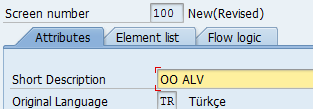 Screen number 100 New(Revised)
Attributes Element list Flow logic
Short Description OO ALV
Original Language TR Türkçe